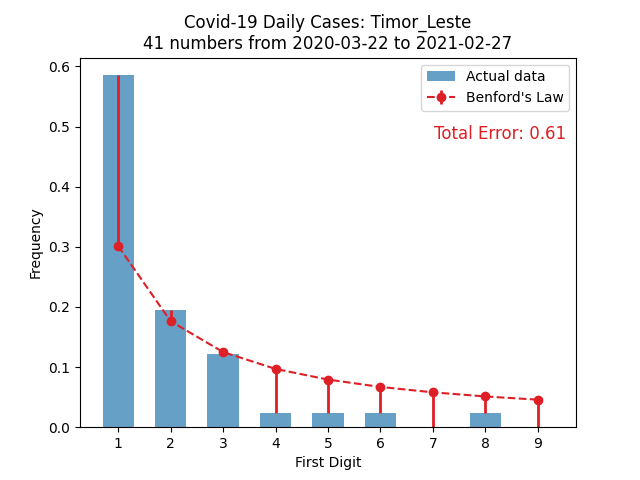 Covid-19 Daily Cases: Timor_Leste
41 numbers from 2020-03-22 to 2021-02-27
Actual data
Benford's Law
Total Error: 0.61
Frequency
0.6
0.5
0.4
0.3
0.2
0.1
0.0
1 2 3 4 5 6 7 8 9
First Digit